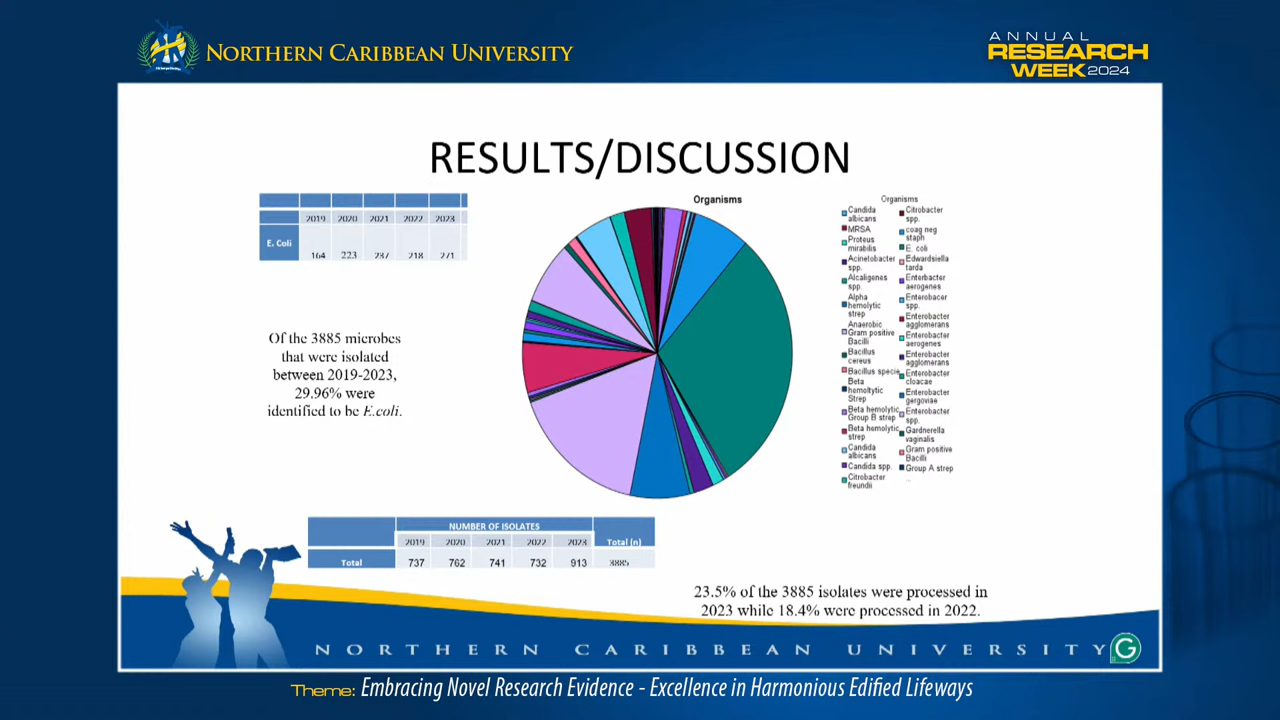 NORTHERN CARIBBEAN UNIVERSITY
ANNUAL
RESEARCH
WEEK 2024
RESULTS/DISCUSSION
2019 2020 2021 2022 2023
E. Coli
164 223 287 218 271
Of the 3885 microbes
that were isolated
between 2019-2023,
29.96% were
identified to be E.coli.
Organisms
Organisms
Candida
albicans
MRSA
Proteus
mirabilis
Acinetobacter
spp.
Alcaligenes
spp.
Alpha
hemolytic
strep
Anaerobic
Gram positive
Bacilli
Bacillus
cereus
Bacillus specie
Beta
hemoltytic
Strep
Beta hemolytic
Group B strep
Beta hemolytic
strep
Candida
albicans
Candida spp.
Citrobacter
freundii
Citrobacter
spp.
coag neg
staph
E. coli
Edwardsiella
tarda
Enterbacter
aerogenes
Enterobacer
spp.
Enterobacter
agglomerans
Enterobacter
aerogenes
Enterobacter
agglomerans
Enterobacter
cloacae
Enterobacter
gergoviae
Enterobacter
spp.
Gardnerella
vaginalis
Gram positive
Bacilli
Group A strep
...
NUMBER OF ISOLATES
2019 2020 2021 2022 2023 Total (n)
Total 737 762 741 732 913 3885
23.5% of the 3885 isolates were processed in
2023 while 18.4% were processed in 2022.
NORTHERN CARIBBEAN UNIVERSITY
G
Theme: Embracing Novel Research Evidence - Excellence in Harmonious Edified Lifeways